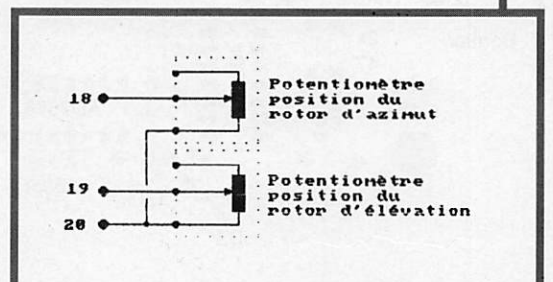 18
Potentiomètre
position du
rotor d'azimut
19
20
Potentiomètre
position du
rotor d'élévation